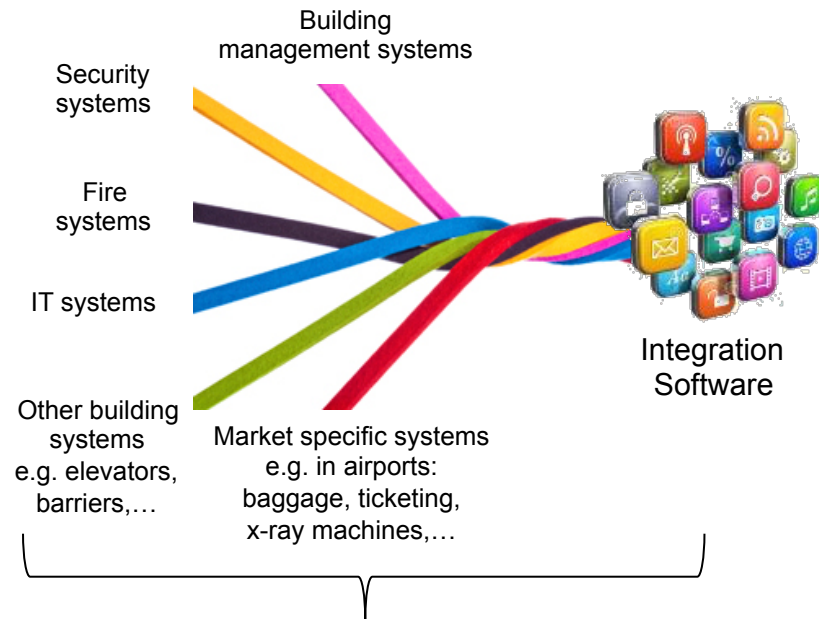 Building
management systems
Security
systems
Fire
systems
IT systems
Other building
systems
e.g. elevators,
barriers,…
Market specific systems
e.g. in airports:
baggage, ticketing,
x-ray machines,…
%
Integration
Software